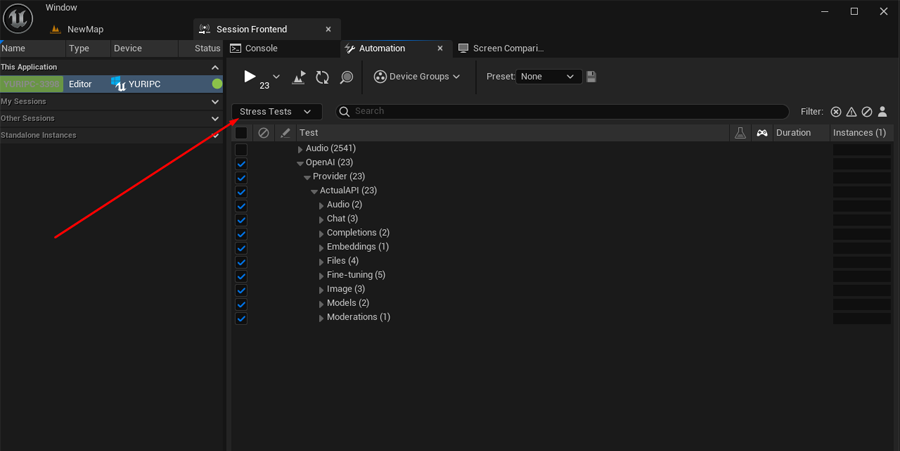 Window
NewMap
Session Frontend
Name Type Device Status
This Application
Editor YURIPC
My Sessions
Other Sessions
Standalone Instances
Console
Automation
Screen Compari...
23
Device Groups
Preset: None
Stress Tests
Search
Filter:
Test Duration Instances (1)
Audio (2541)
OpenAI (23)
Provider (23)
ActualAPI (23)
Audio (2)
Chat (3)
Completions (2)
Embeddings (1)
Files (4)
Fine-tuning (5)
Image (3)
Models (2)
Moderations (1)